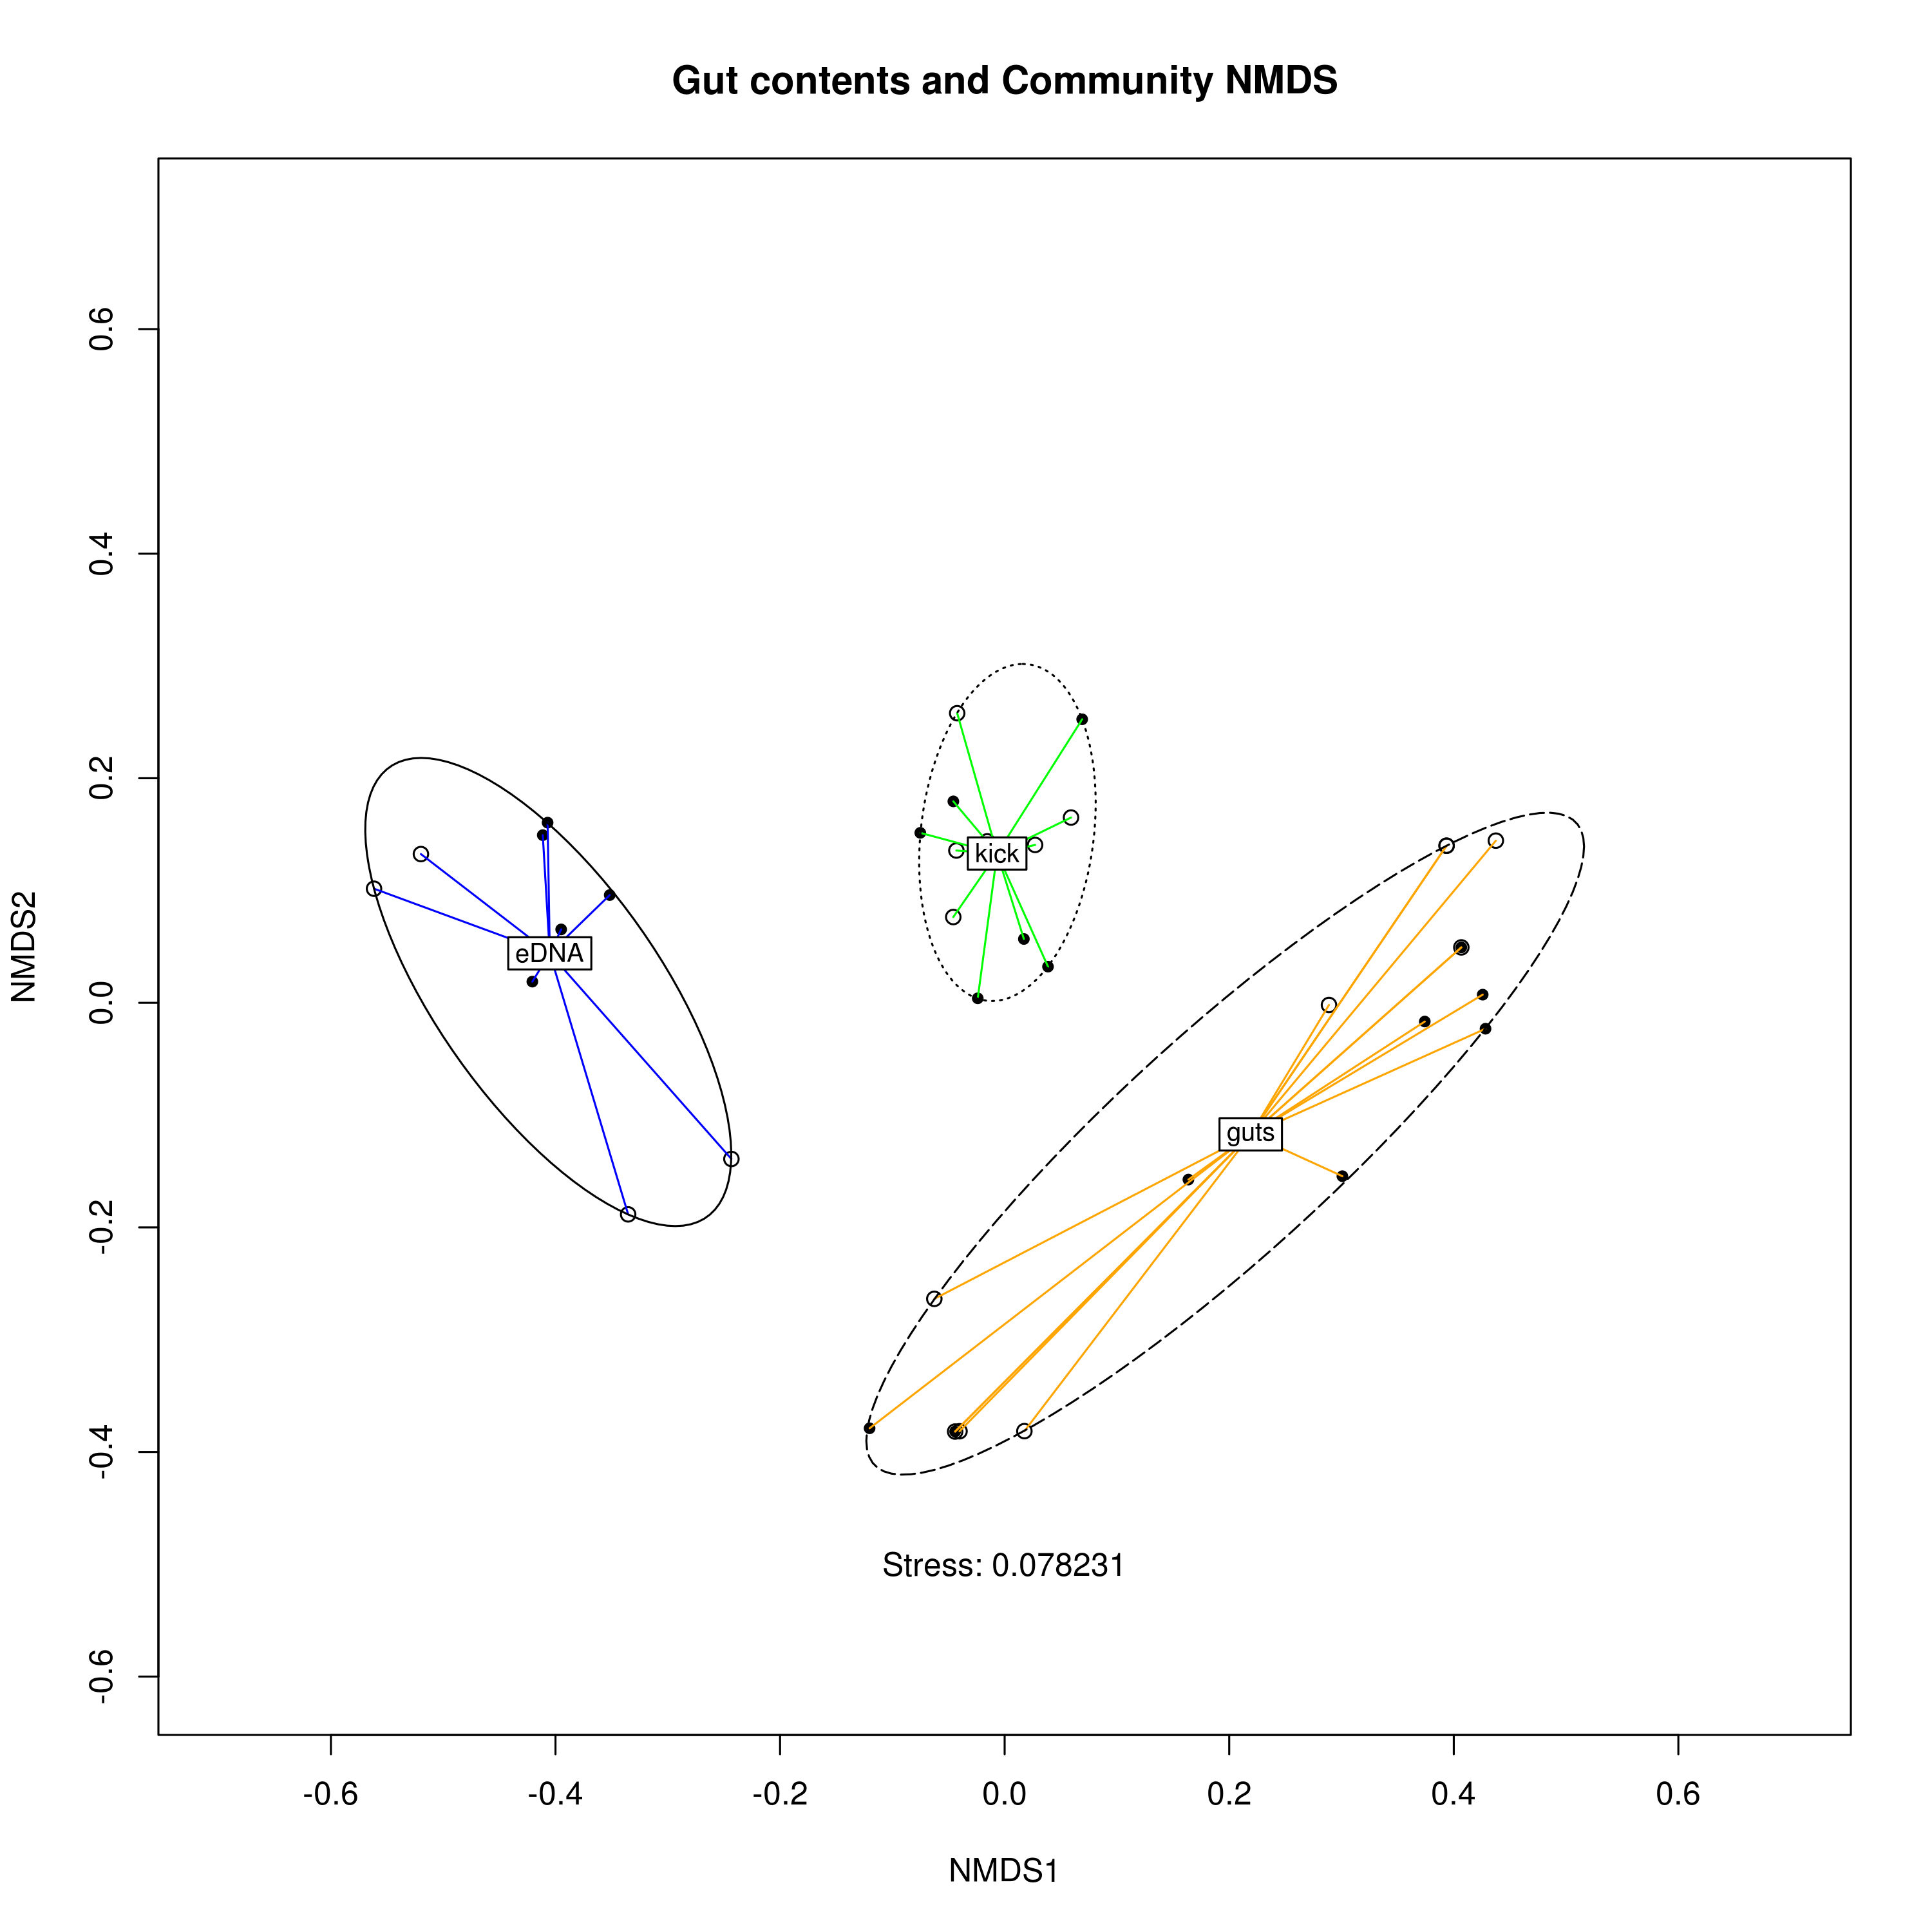 Gut contents and Community NMDS
NMDS2
0.6
0.4
0.2
0.0
-0.2
-0.4
-0.6
kick
eDNA
guts
Stress: 0.078231
-0.6 -0.4 -0.2 0.0 0.2 0.4 0.6
NMDS1